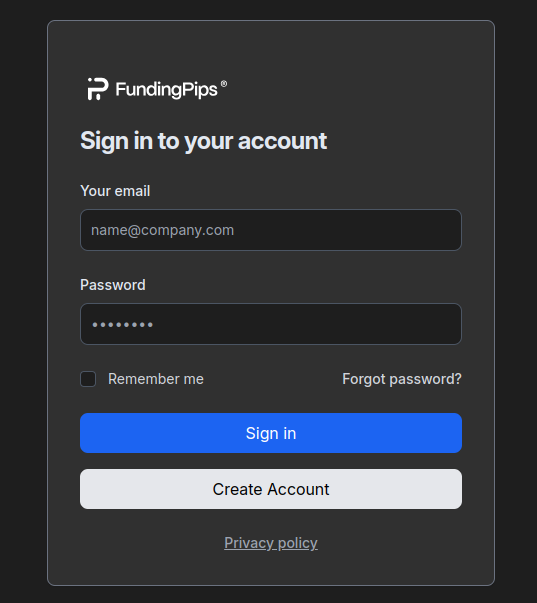 FundingPips®
Sign in to your account
Your email
name@company.com
Password
••••••••
Remember me Forgot password?
Sign in
Create Account
Privacy policy